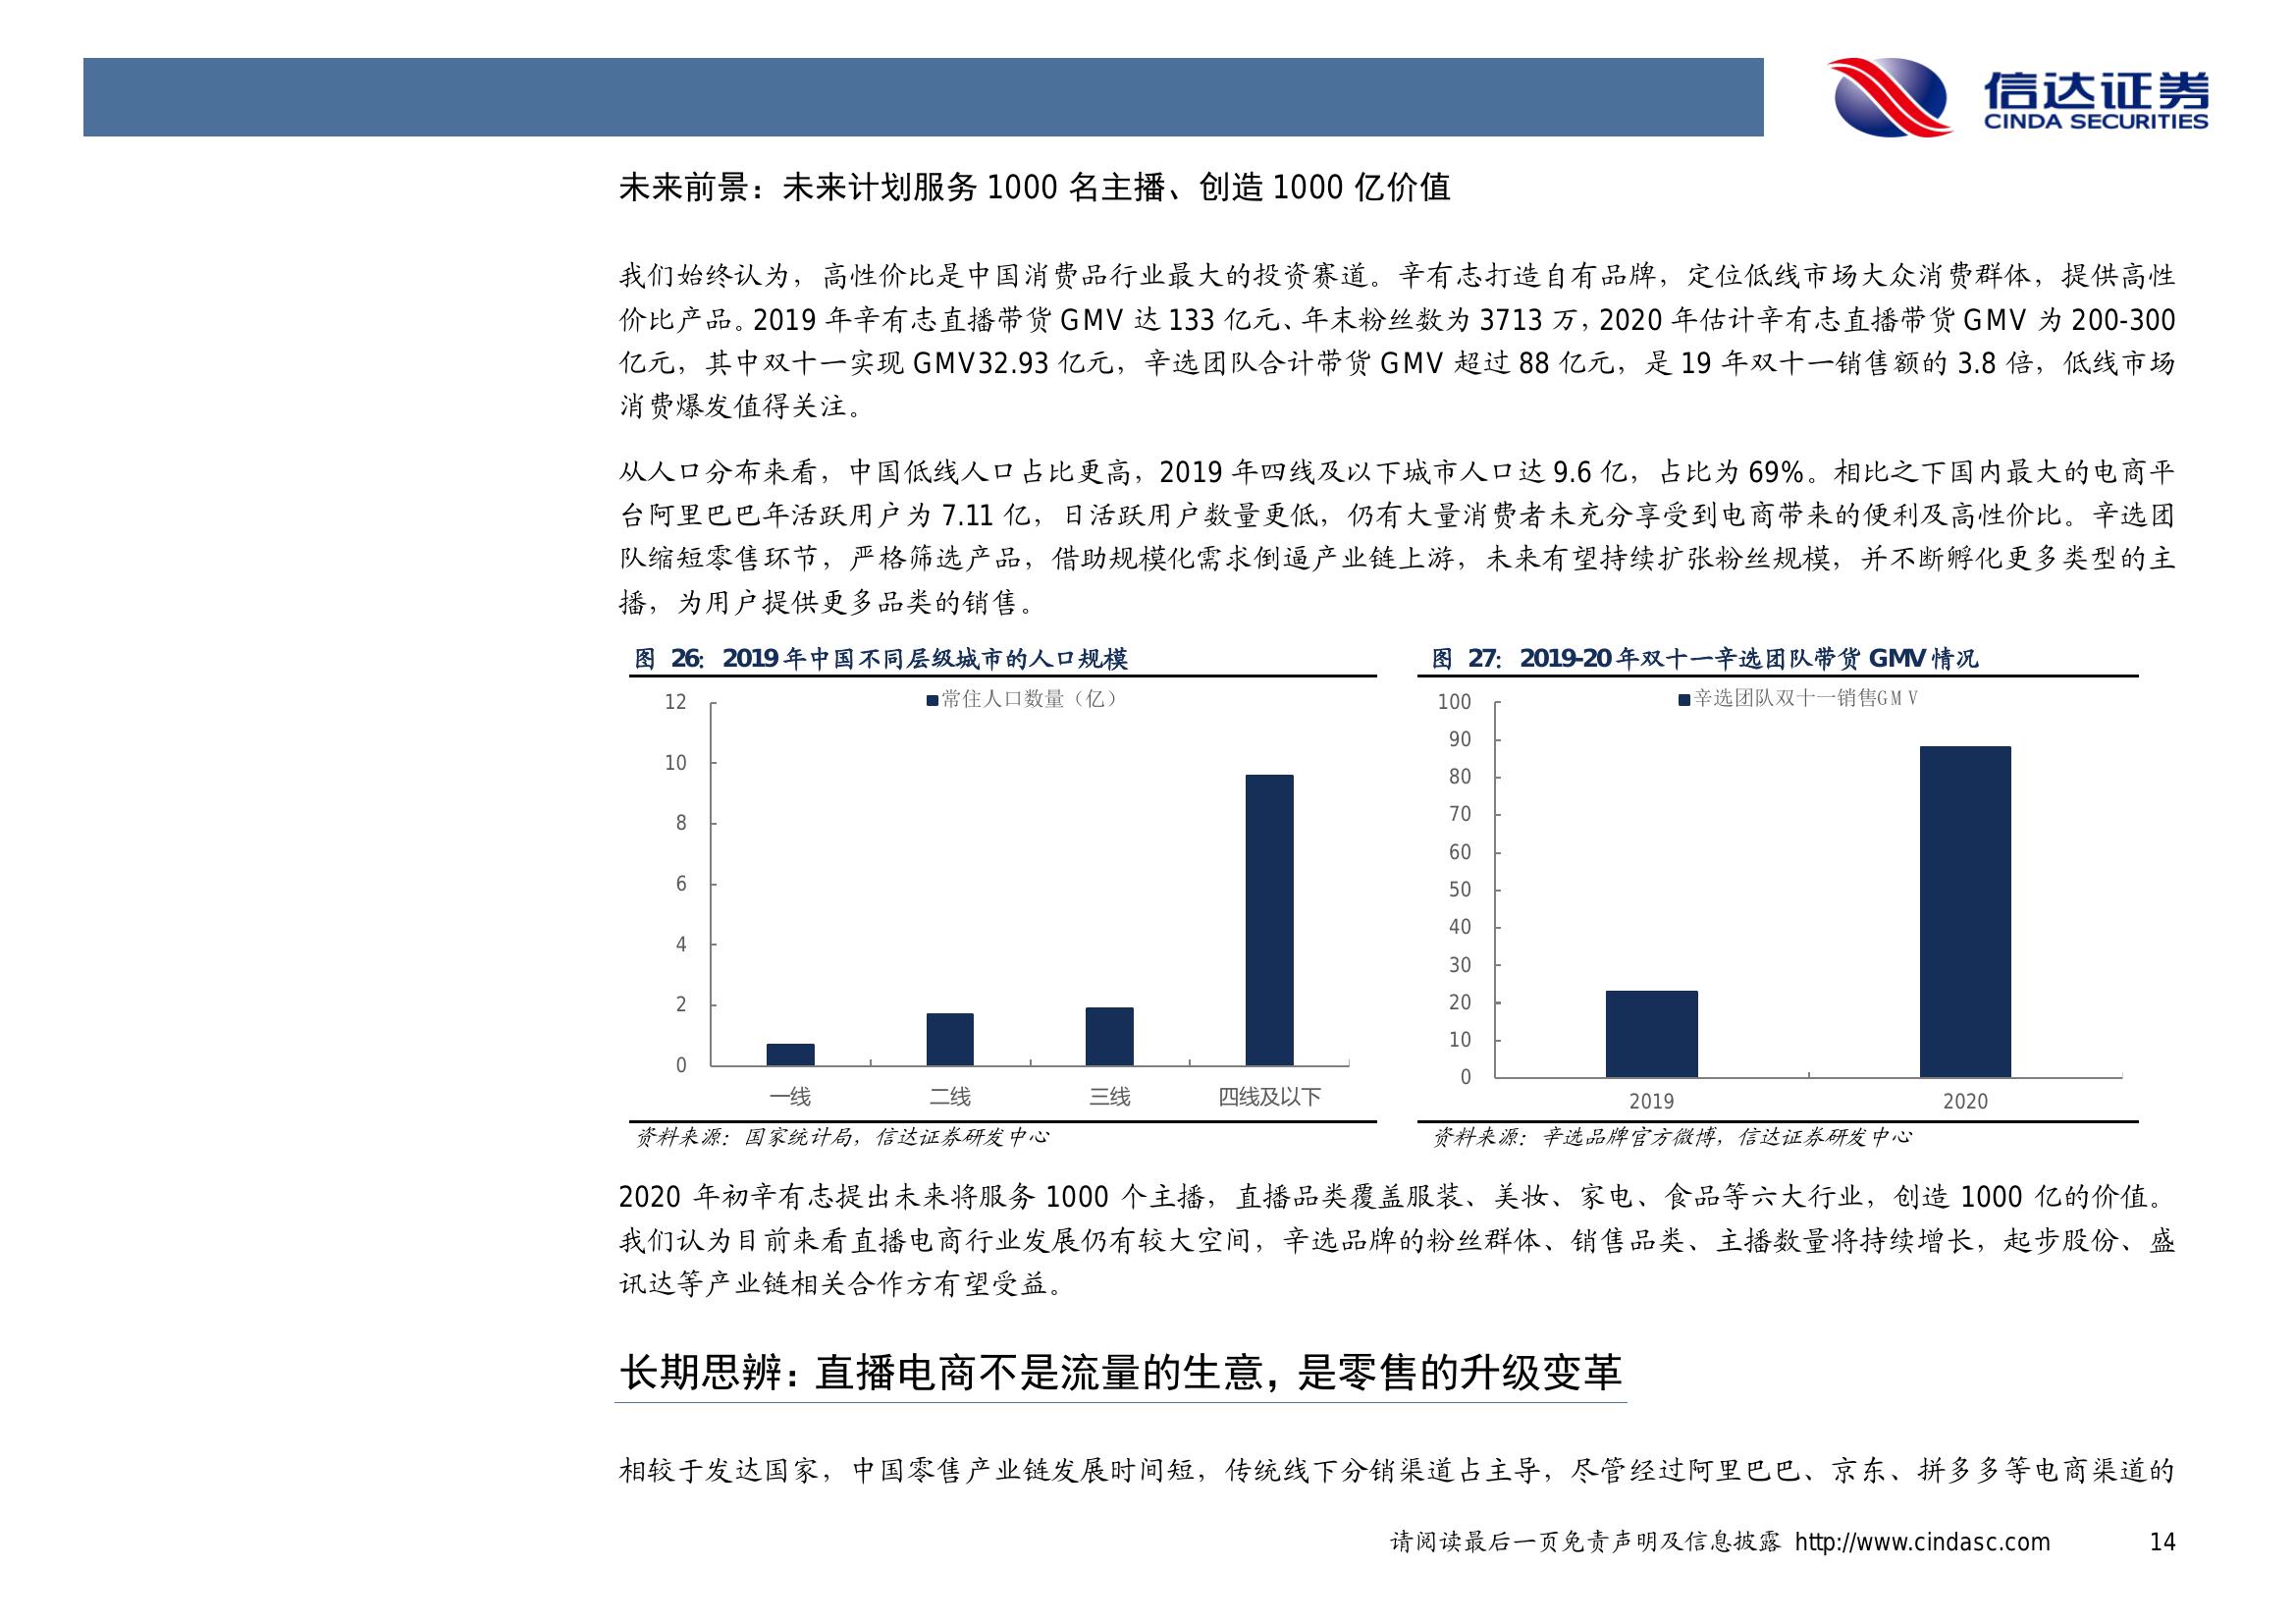 信达证券
CINDA SECURITIES
未来前景：未来计划服务 1000 名主播、创造 1000 亿价值
我们始终认为，高性价比是中国消费品行业最大的投资赛道。辛有志打造自有品牌，定位低线市场大众消费群体，提供高性
价比产品。2019 年辛有志直播带货 GMV 达 133 亿元、年末粉丝数为 3713 万，2020 年估计辛有志直播带货 GMV 为 200-300
亿元，其中双十一实现 GMV32.93 亿元，辛选团队合计带货 GMV 超过 88 亿元，是 19 年双十一销售额的 3.8 倍，低线市场
消费爆发值得关注。
从人口分布来看，中国低线人口占比更高，2019 年四线及以下城市人口达 9.6 亿，占比为 69%。相比之下国内最大的电商平
台阿里巴巴年活跃用户为 7.11 亿，日活跃用户数量更低，仍有大量消费者未充分享受到电商带来的便利及高性价比。辛选团
队缩短零售环节，严格筛选产品，借助规模化需求倒逼产业链上游，未来有望持续扩张粉丝规模，并不断孵化更多类型的主
播，为用户提供更多品类的销售。
图 26：2019 年中国不同层级城市的人口规模
常住人口数量（亿）
12
10
8
6
4
2
0
一线 二线 三线 四线及以下
资料来源：国家统计局，信达证券研发中心
图 27：2019-20 年双十一辛选团队带货 GMV 情况
辛选团队双十一销售GMV
100
90
80
70
60
50
40
30
20
10
0
2019 2020
资料来源：辛选品牌官方微博，信达证券研发中心
2020 年初辛有志提出未来将服务 1000 个主播，直播品类覆盖服装、美妆、家电、食品等六大行业，创造 1000 亿的价值。
我们认为目前来看直播电商行业发展仍有较大空间，辛选品牌的粉丝群体、销售品类、主播数量将持续增长，起步股份、盛
讯达等产业链相关合作方有望受益。
长期思辨：直播电商不是流量的生意，是零售的升级变革
相较于发达国家，中国零售产业链发展时间短，传统线下分销渠道占主导，尽管经过阿里巴巴、京东、拼多多等电商渠道的
请阅读最后一页免责声明及信息披露 http://www.cindasc.com 14